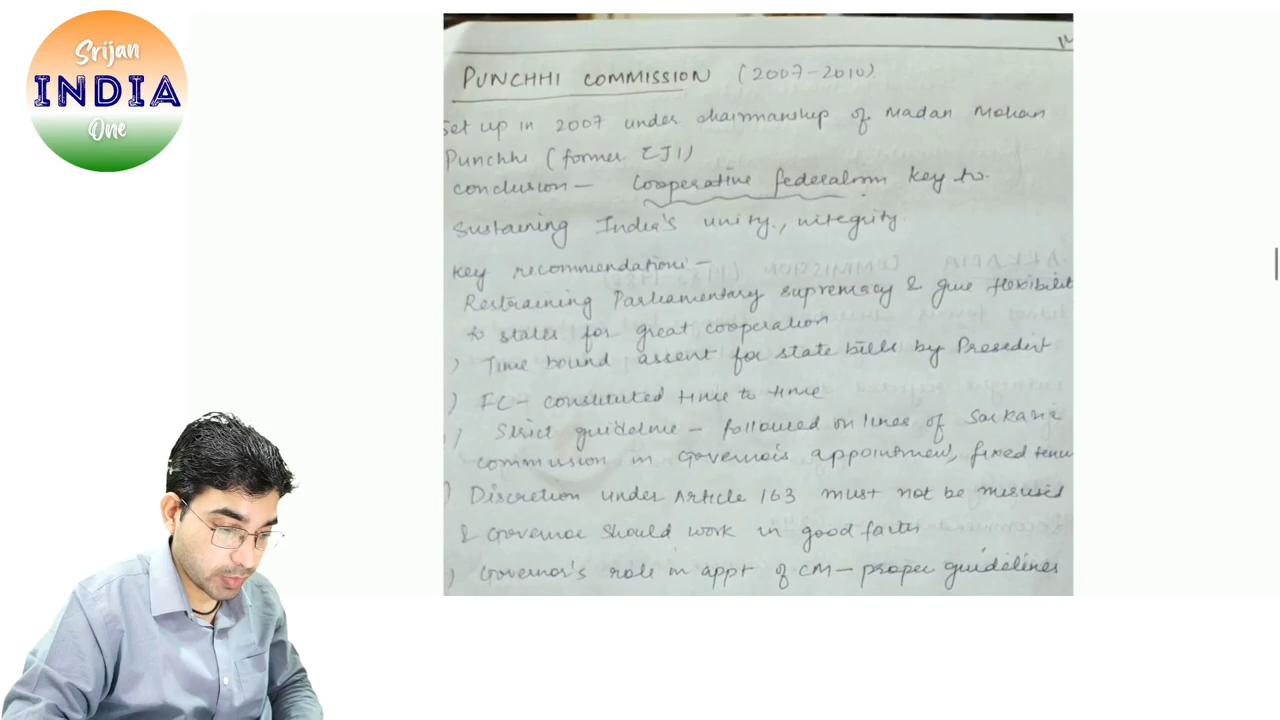 Srijan
INDIA
One
14
PUNCHHI COMMISSION (2007-2010)
Set up in 2007 under chairmanship of Madan Mohan
Punchhi (former CJI)
conclusion - Cooperative federalism key to
sustaining India's unity, integrity
Key recommendations -
Restraining Parliamentary supremacy & give flexibilit
to states for great cooperation
) Time bound assent for state bills by President
) FC - constituted time to time
) Strict guideline - followed on lines of Sarkaria
commission in Governor's appointment, fixed tenu
) Discretion under Article 163 must not be misused
& Governor should work in good faith
) Governor's role in appt of CM - proper guidelines